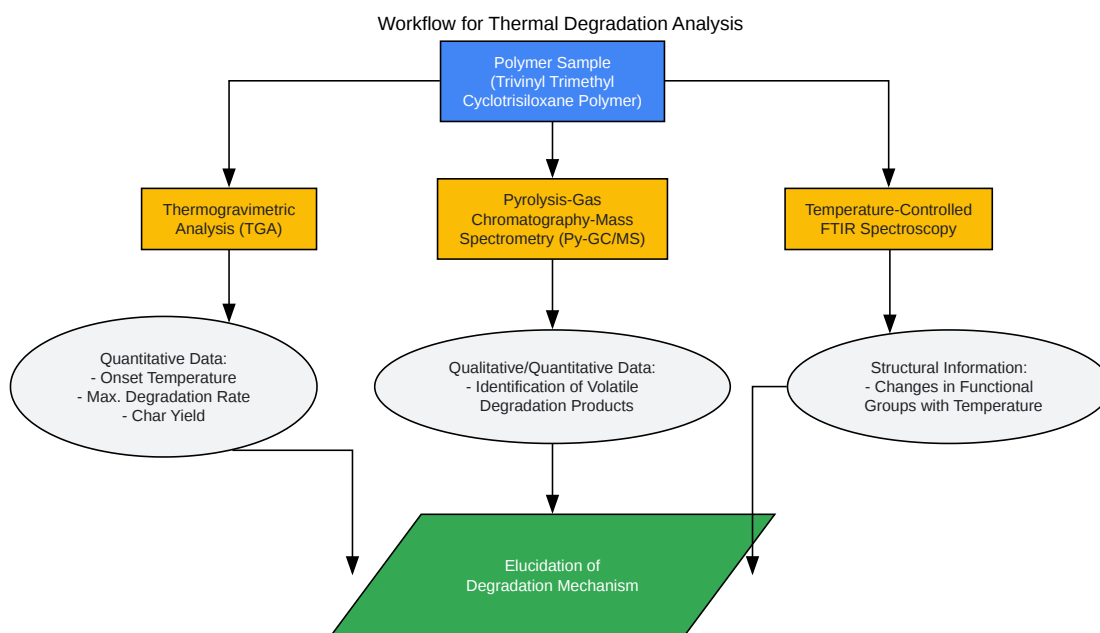 Workflow for Thermal Degradation Analysis
Polymer Sample
(Trivinyl Trimethyl
Cyclotrisiloxane Polymer)
Thermogravimetric
Analysis (TGA)
Pyrolysis-Gas
Chromatography-Mass
Spectrometry (Py-GC/MS)
Temperature-Controlled
FTIR Spectroscopy
Quantitative Data:
- Onset Temperature
- Max. Degradation Rate
- Char Yield
Qualitative/Quantitative Data:
- Identification of Volatile
Degradation Products
Structural Information:
- Changes in Functional
Groups with Temperature
Elucidation of
Degradation Mechanism